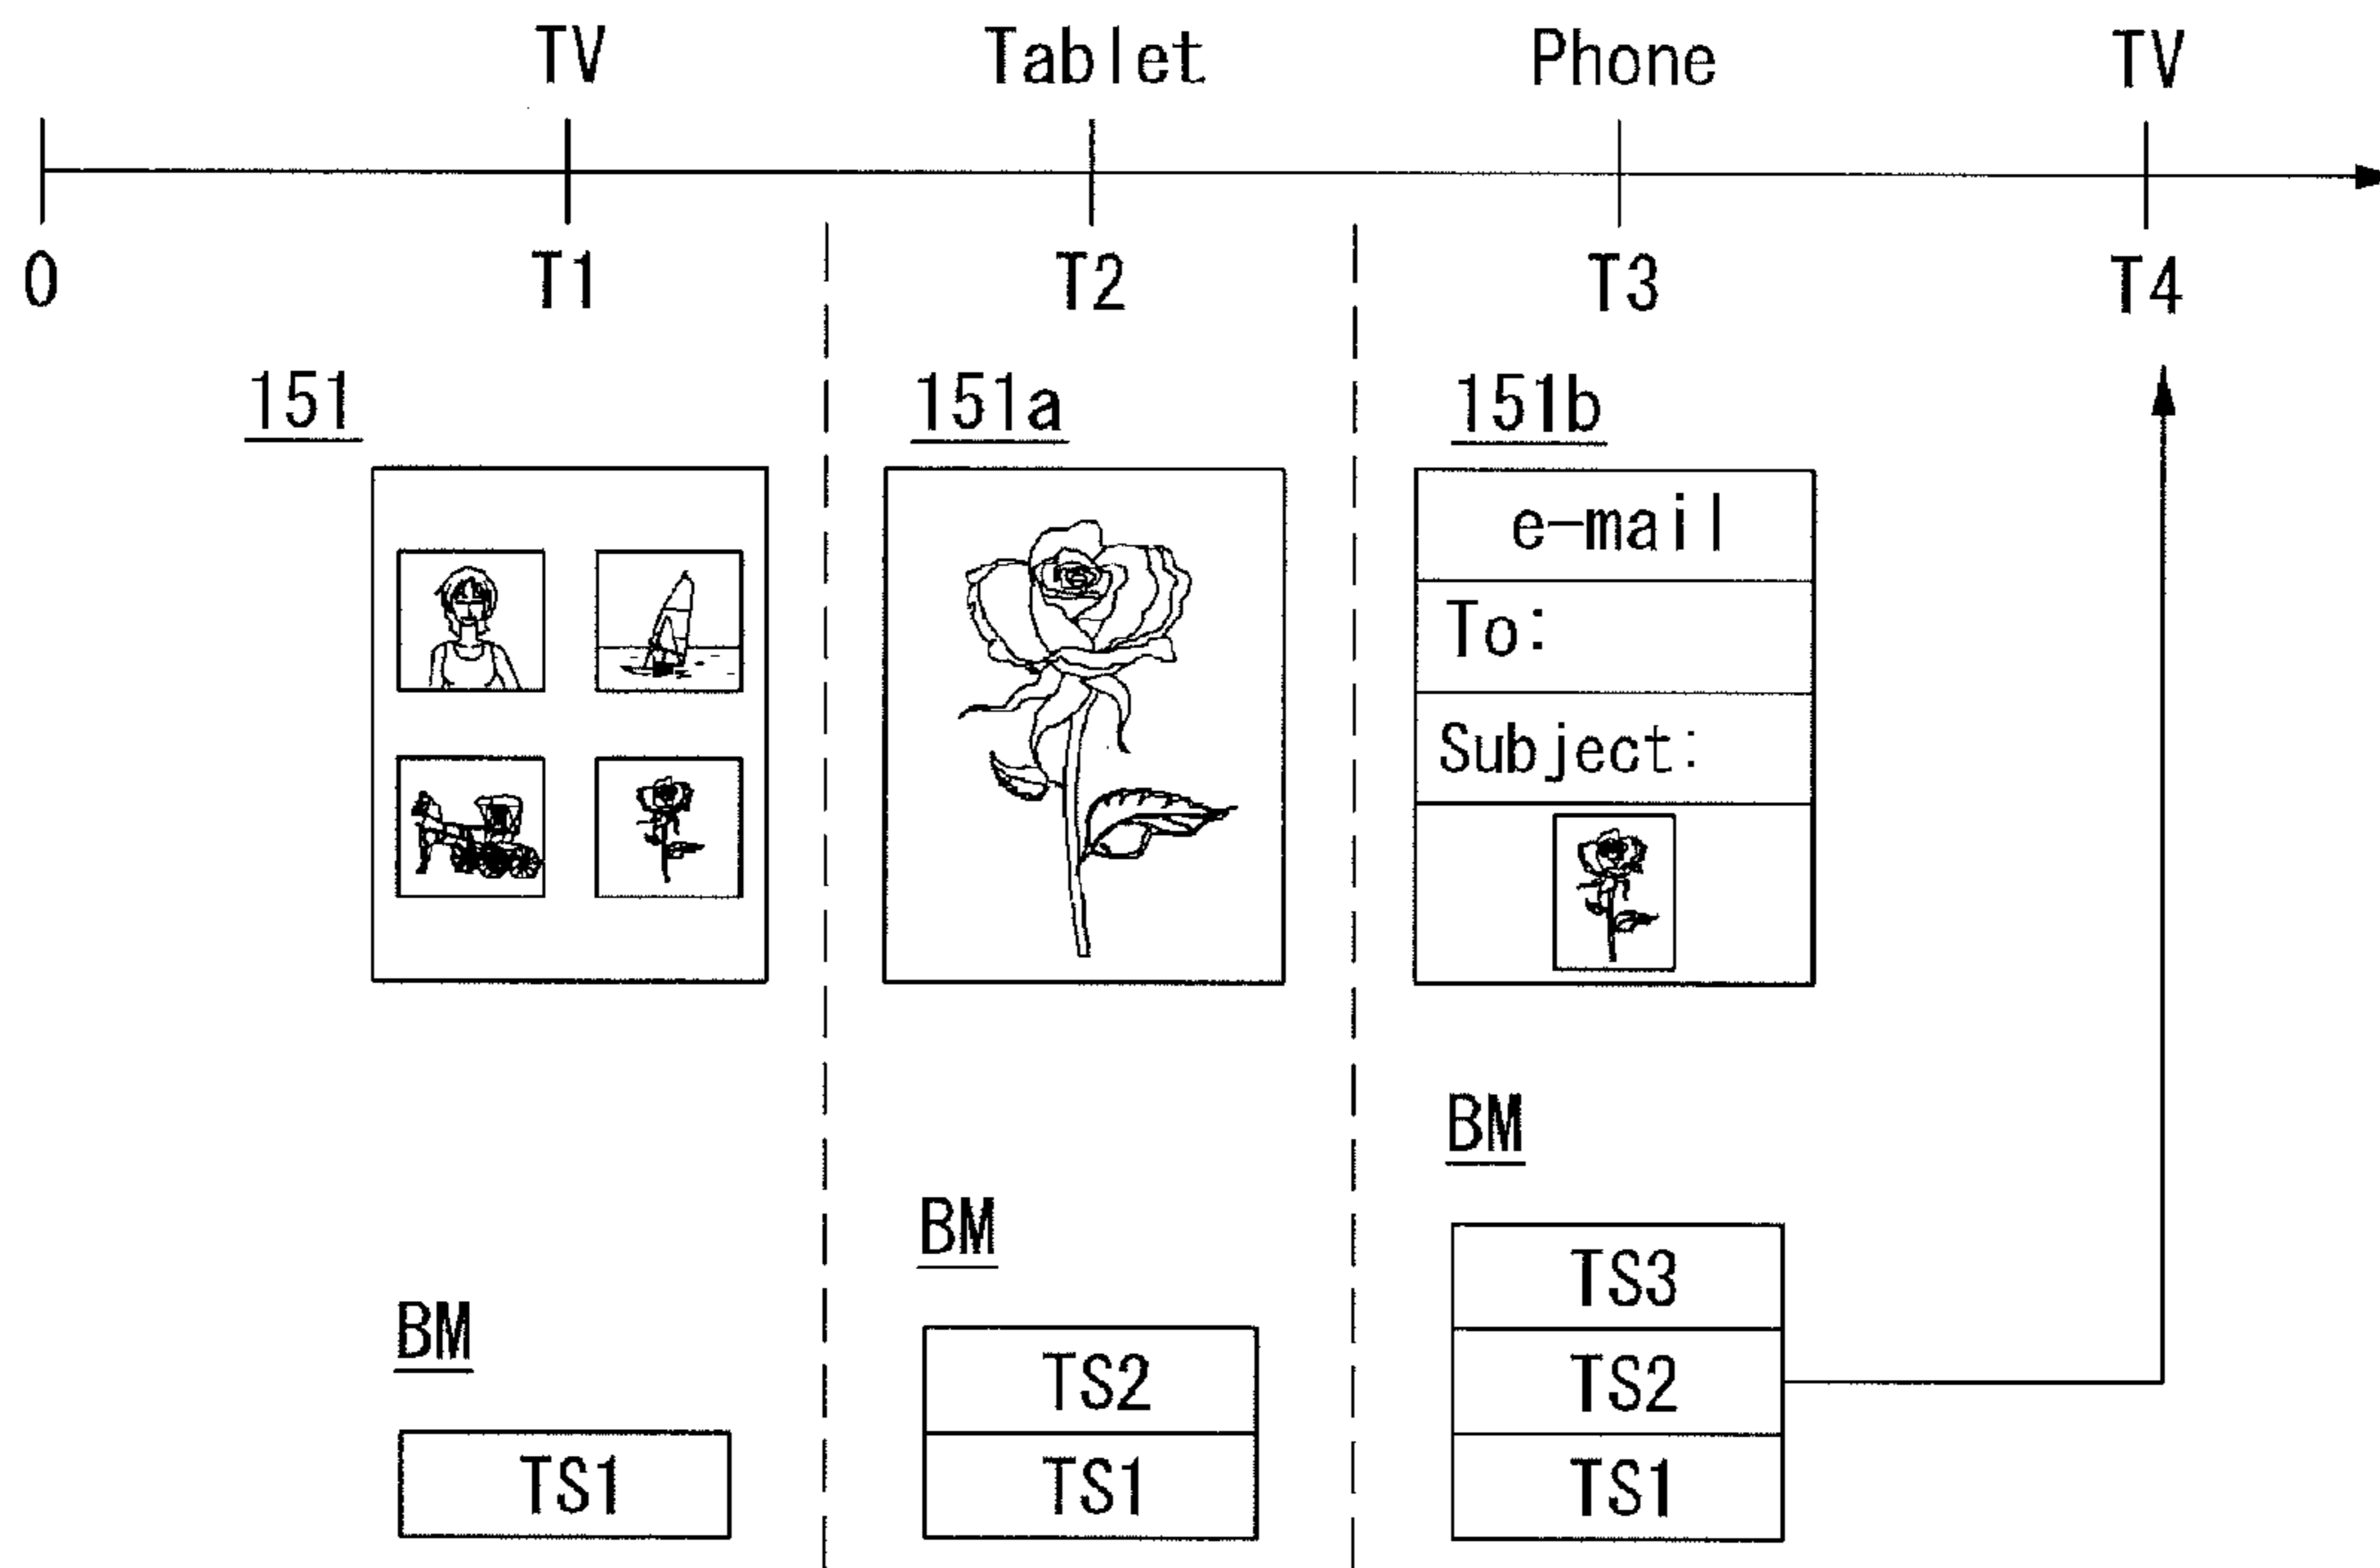 TV Tablet Phone TV
0 T1 T2 T3 T4
151 151a 151b
e-mail
To:
Subject:
BM
BM
BM
TS3
TS2 TS2
TS1 TS1 TS1